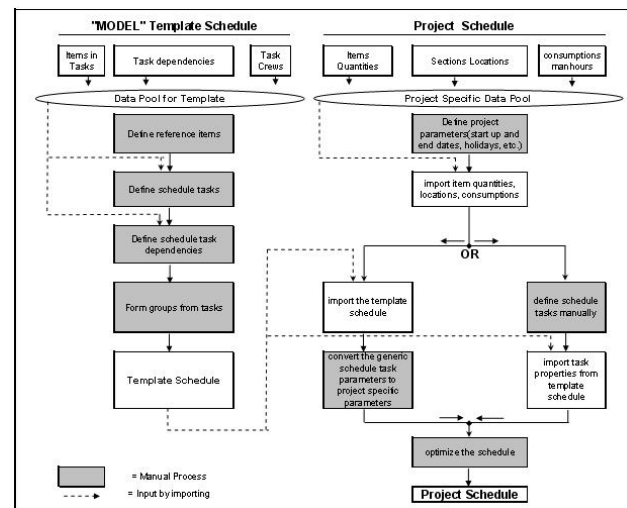 "MODEL" Template Schedule
Items in
Tasks
Task dependencies
Task
Crews
Data Pool for Template
Define reference items
Define schedule tasks
Define schedule task
dependencies
Form groups from tasks
Template Schedule
= Manual Process
= Input by importing
Project Schedule
Items
Quantities
Sections Locations
consumptions
manhours
Project Specific Data Pool
Define project
parameters(start up and
end dates, holidays, etc.)
import item quantities,
locations, consumptions
OR
import the template
schedule
define schedule
tasks manually
convert the generic
schedule task
parameters to
project specific
parameters
import task
properties from
template
schedule
optimize the schedule
Project Schedule